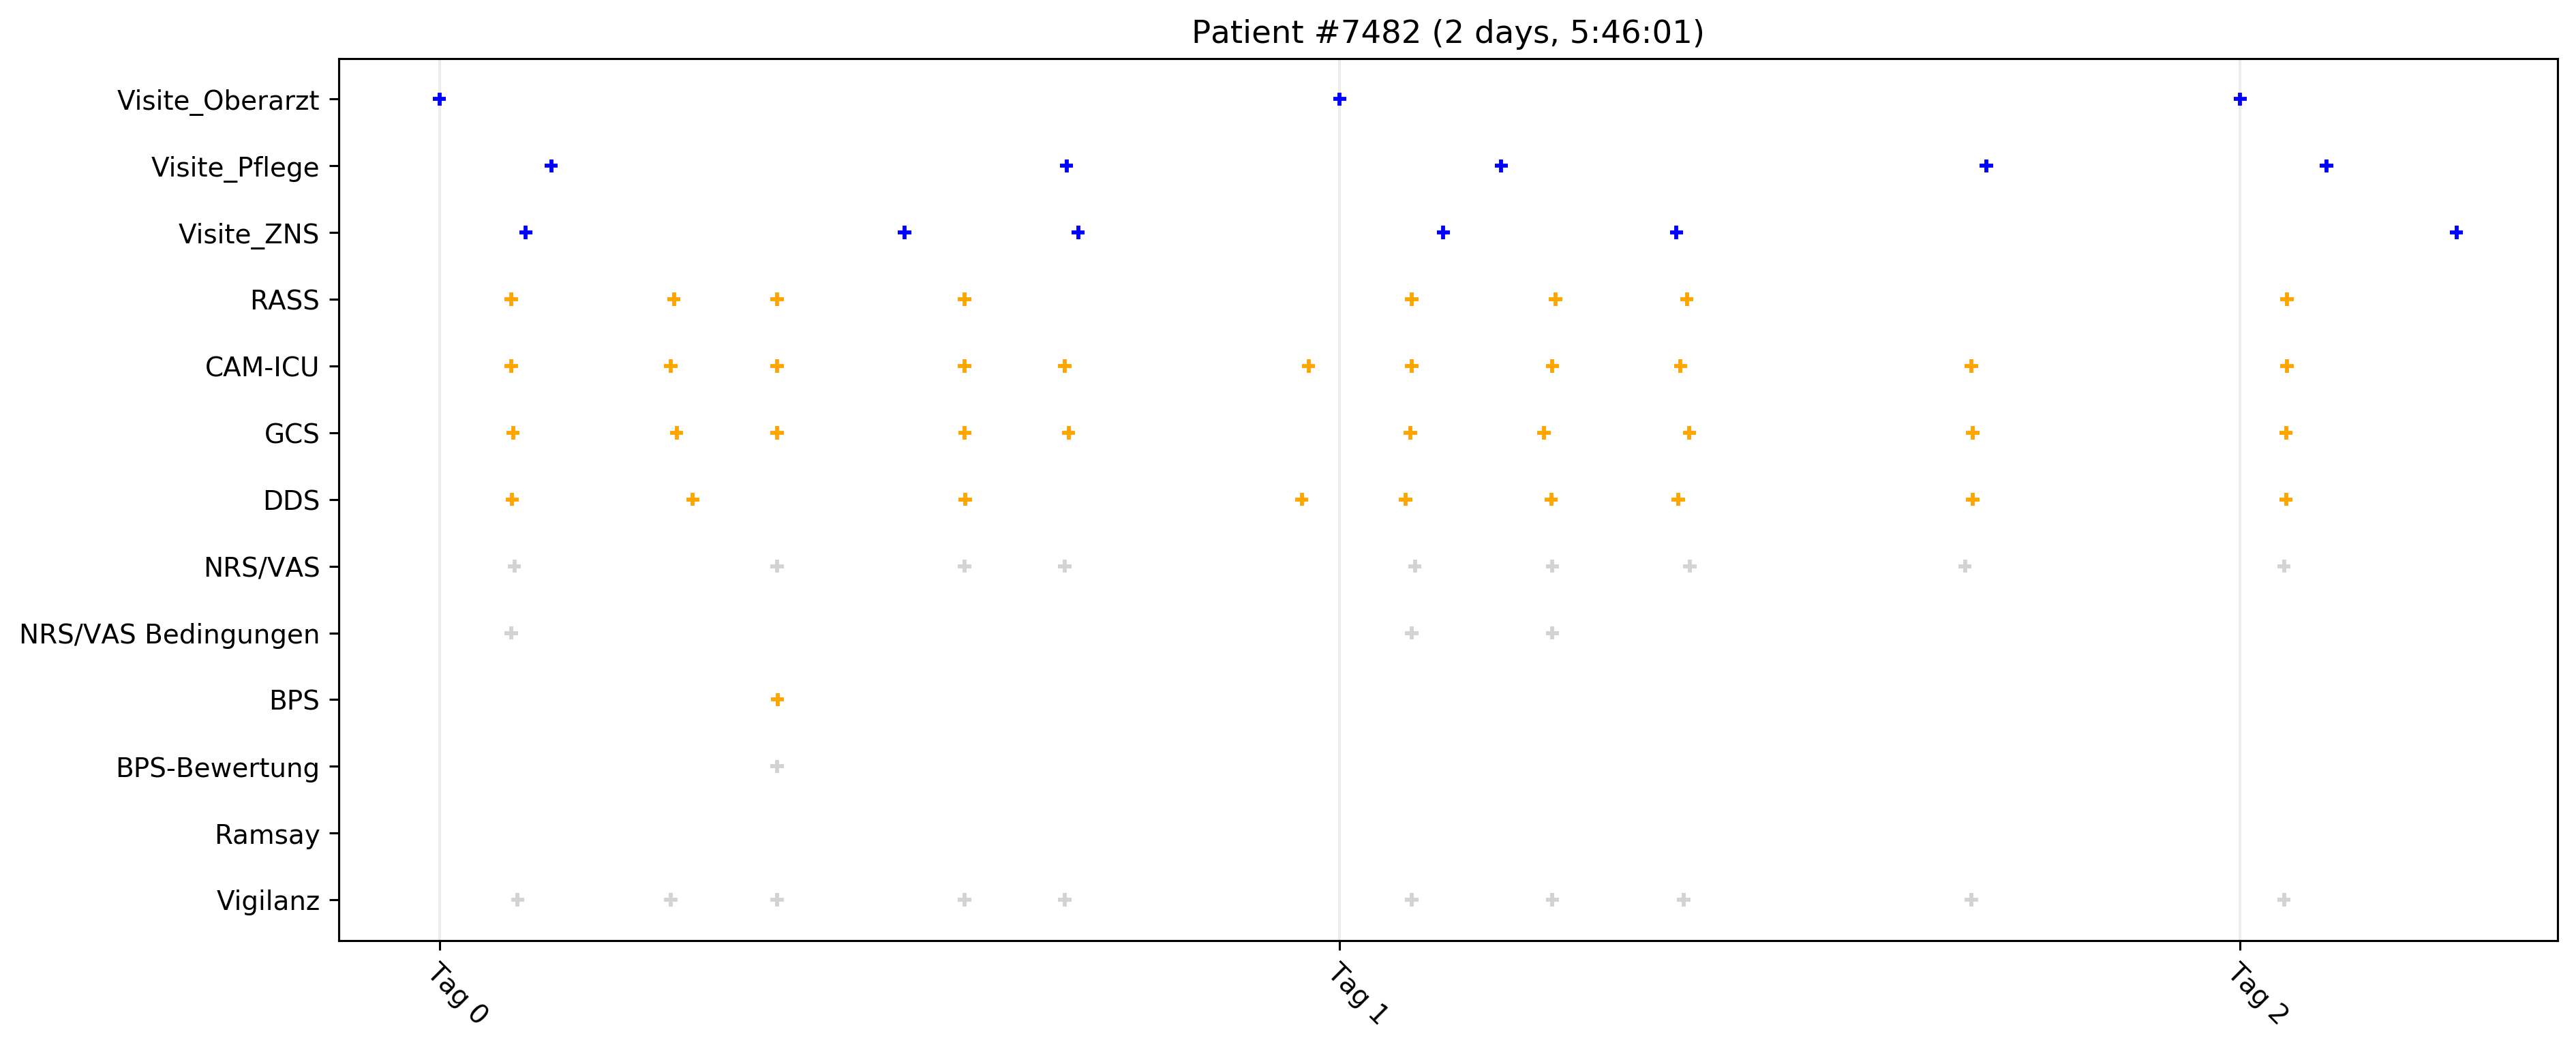 Patient #7482 (2 days, 5:46:01)
Visite_Oberarzt
Visite_Pflege
Visite_ZNS
RASS
CAM-ICU
GCS
DDS
NRS/VAS
NRS/VAS Bedingungen
BPS
BPS-Bewertung
Ramsay
Vigilanz
Tag 0
Tag 1
Tag 2